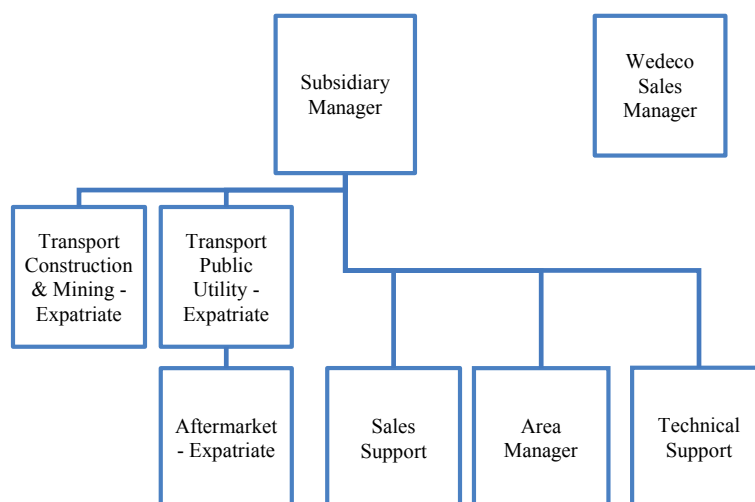 Subsidiary
Manager
Wedeco
Sales
Manager
Transport
Construction
& Mining -
Expatriate
Transport
Public
Utility -
Expatriate
Aftermarket
- Expatriate
Sales
Support
Area
Manager
Technical
Support